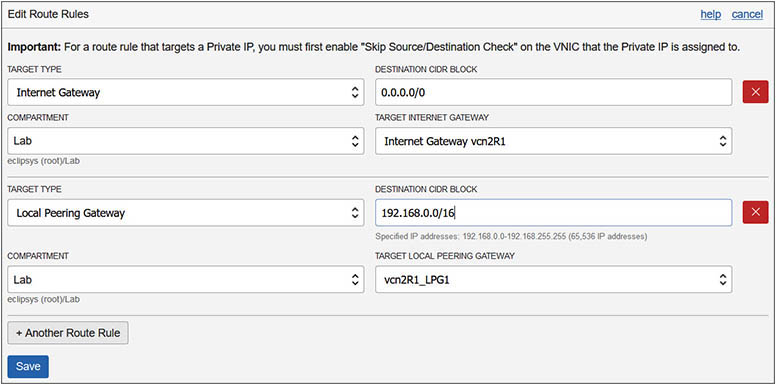 Edit Route Rules help cancel
Important: For a route rule that targets a Private IP, you must first enable "Skip Source/Destination Check" on the VNIC that the Private IP is assigned to.
TARGET TYPE DESTINATION CIDR BLOCK
Internet Gateway 0.0.0.0/0
COMPARTMENT TARGET INTERNET GATEWAY
Lab Internet Gateway vcn2R1
eclipsys (root)/Lab
TARGET TYPE DESTINATION CIDR BLOCK
Local Peering Gateway 192.168.0.0/16
Specified IP addresses: 192.168.0.0-192.168.255.255 (65,536 IP addresses)
COMPARTMENT TARGET LOCAL PEERING GATEWAY
Lab vcn2R1_LPG1
eclipsys (root)/Lab
+ Another Route Rule
Save